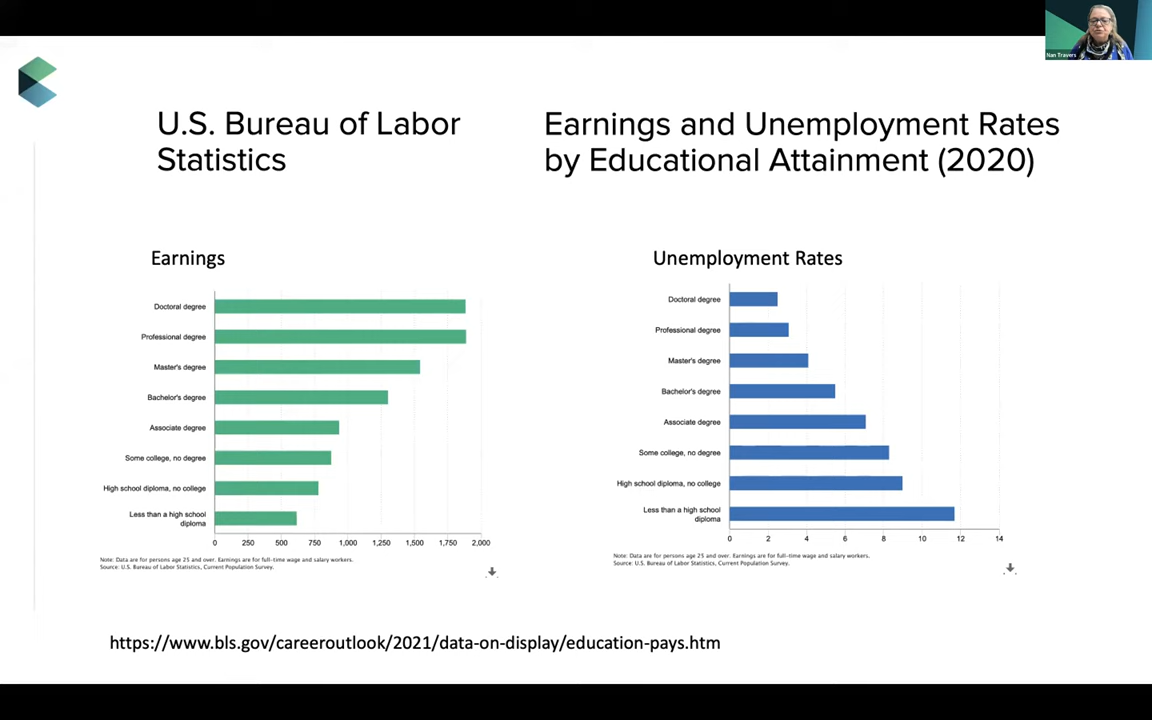 Nan Travers
U.S. Bureau of Labor
Statistics
Earnings and Unemployment Rates
by Educational Attainment (2020)
Earnings
Doctoral degree
Professional degree
Master's degree
Bachelor's degree
Associate degree
Some college, no degree
High school diploma, no college
Less than a high school
diploma
0 250 500 750 1,000 1,250 1,500 1,750 2,000
Note: Data are for persons age 25 and over. Earnings are for full-time wage and salary workers.
Source: U.S. Bureau of Labor Statistics, Current Population Survey.
Unemployment Rates
Doctoral degree
Professional degree
Master's degree
Bachelor's degree
Associate degree
Some college, no degree
High school diploma, no college
Less than a high school
diploma
0 2 4 6 8 10 12 14
Note: Data are for persons age 25 and over. Earnings are for full-time wage and salary workers.
Source: U.S. Bureau of Labor Statistics, Current Population Survey.
https://www.bls.gov/careeroutlook/2021/data-on-display/education-pays.htm